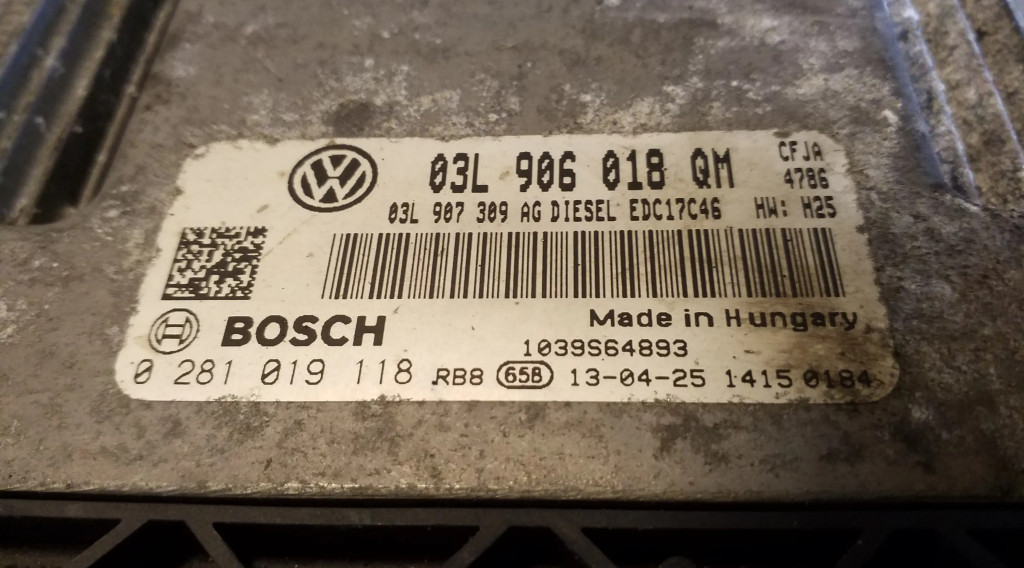 03L 906 018 QM CFJA
4786
03L 907 309 AG DIESEL EDC17C46 HW: H25
BOSCH Made in Hungary
1039S64893
0 281 019 118 RB8 65B 13-04-25 1415 0184